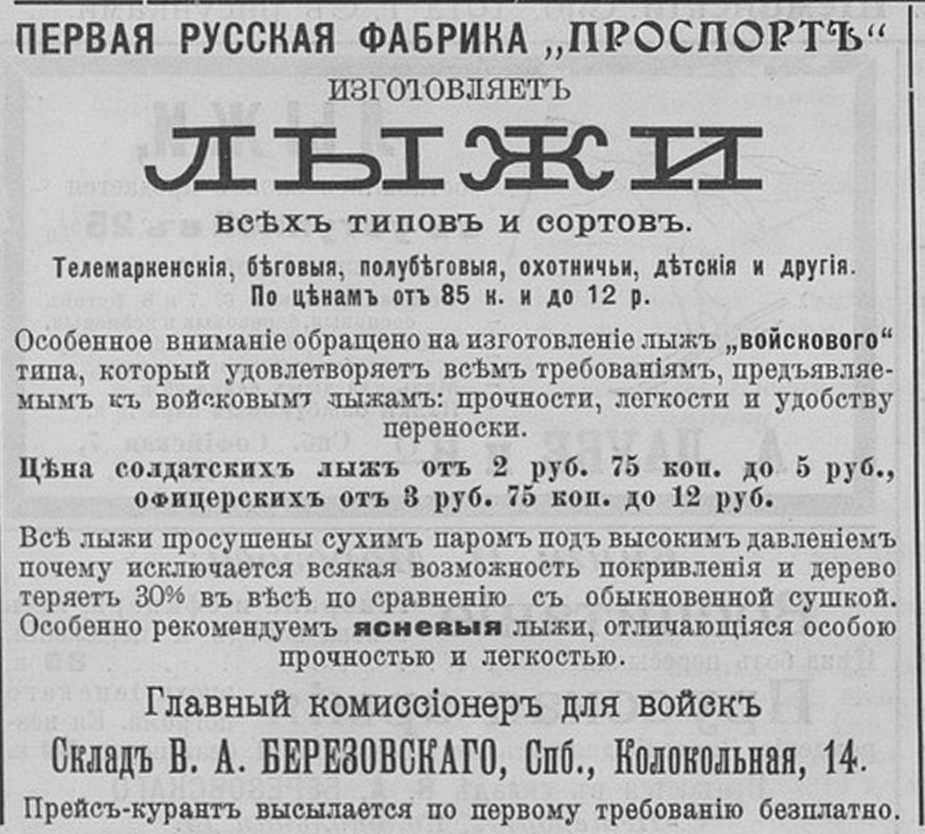 ПЕРВАЯ РУССКАЯ ФАБРИКА „ПРОСПОРТЪ“
ИЗГОТОВЛЯЕТЪ
ЛЫЖИ
всѣхъ типовъ и сортовъ.
Телемаркенскія, бѣговыя, полубѣговыя, охотничьи, дѣтскія и другія.
По цѣнамъ отъ 85 к. и до 12 р.
Особенное вниманіе обращено на изготовленіе лыжъ „войскового“
типа, который удовлетворяетъ всѣмъ требованіямъ, предъявляе-
мымъ къ войсковымъ лыжамъ: прочности, легкости и удобству
переноски.
Цѣна солдатскихъ лыжъ отъ 2 руб. 75 коп. до 5 руб.,
офицерскихъ отъ 3 руб. 75 коп. до 12 руб.
Всѣ лыжи просушены сухимъ паромъ подъ высокимъ давленіемъ
почему исключается всякая возможность покривленія и дерево
теряетъ 30% въ вѣсѣ по сравненію съ обыкновенной сушкой.
Особенно рекомендуемъ ясневыя лыжи, отличающіяся особою
прочностью и легкостью.
Главный комиссіонеръ для войскъ
Складъ В. А. БЕРЕЗОВСКАГО, Спб., Колокольная, 14.
Прейсъ-курантъ высылается по первому требованію безплатно.